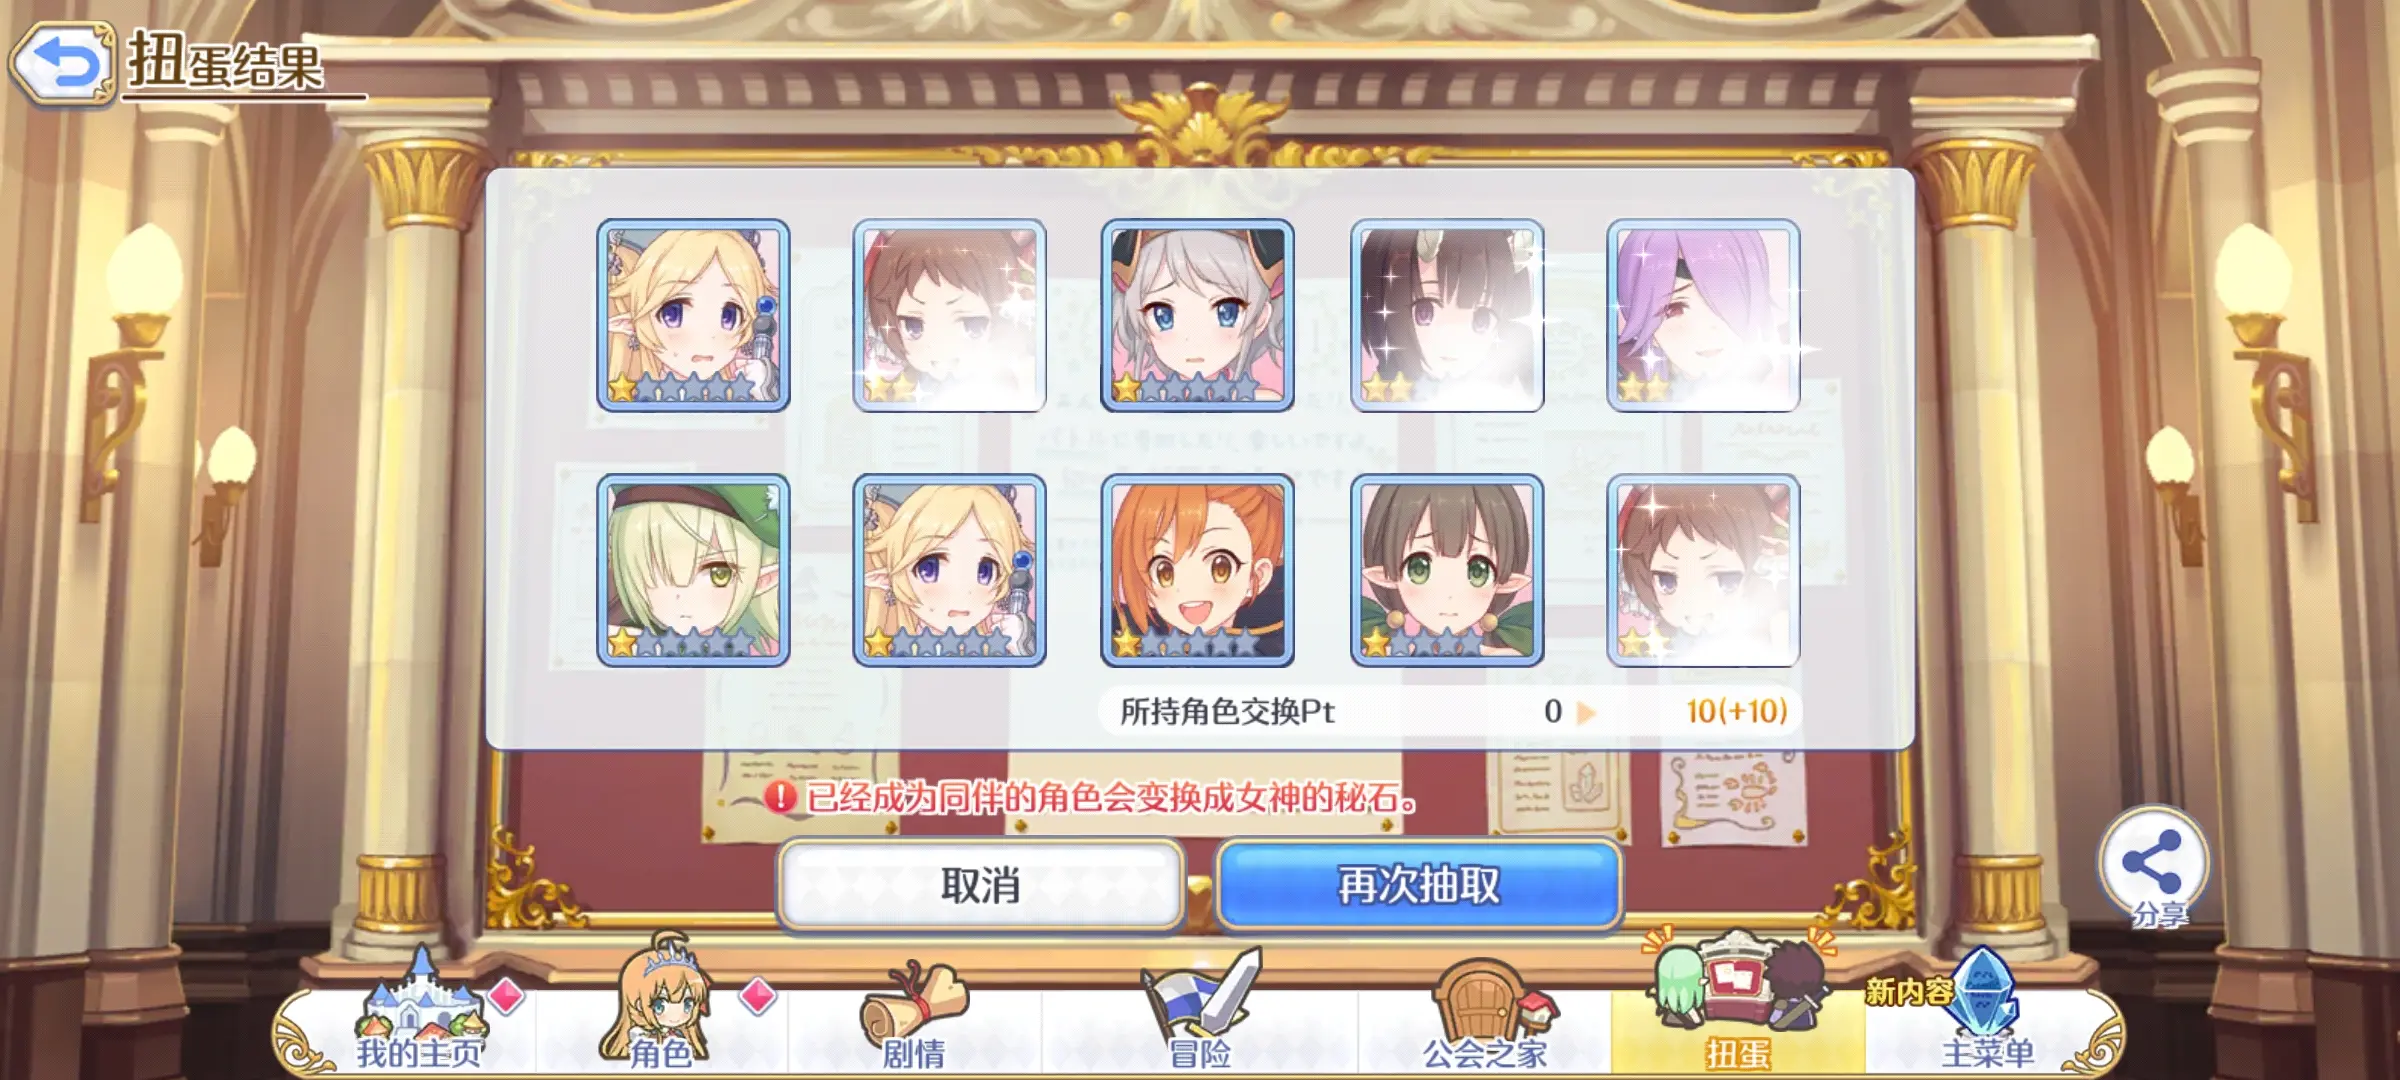 扭蛋结果
所持角色交换Pt 0 10(+10)
已经成为同伴的角色会变换成女神的秘石。
取消
再次抽取
分享
新内容
我的主页
角色
剧情
冒险
公会之家
扭蛋
主菜单